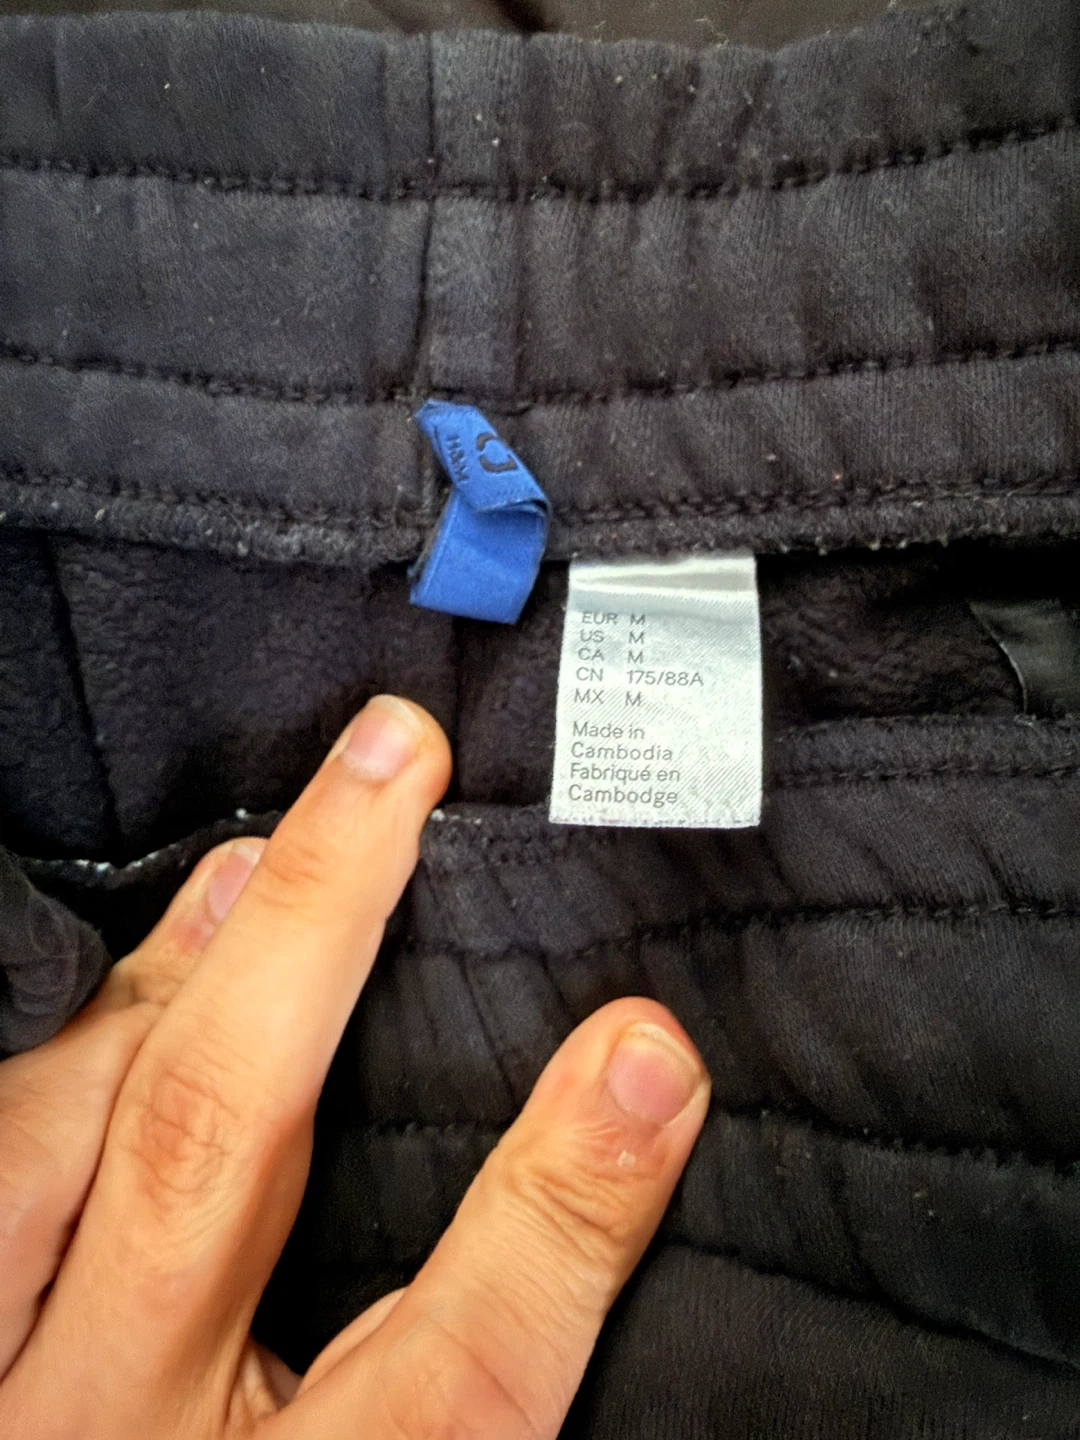 H&M
EUR M
US M
CA M
CN 175/88A
MX M
Made in
Cambodia
Fabriqué en
Cambodge